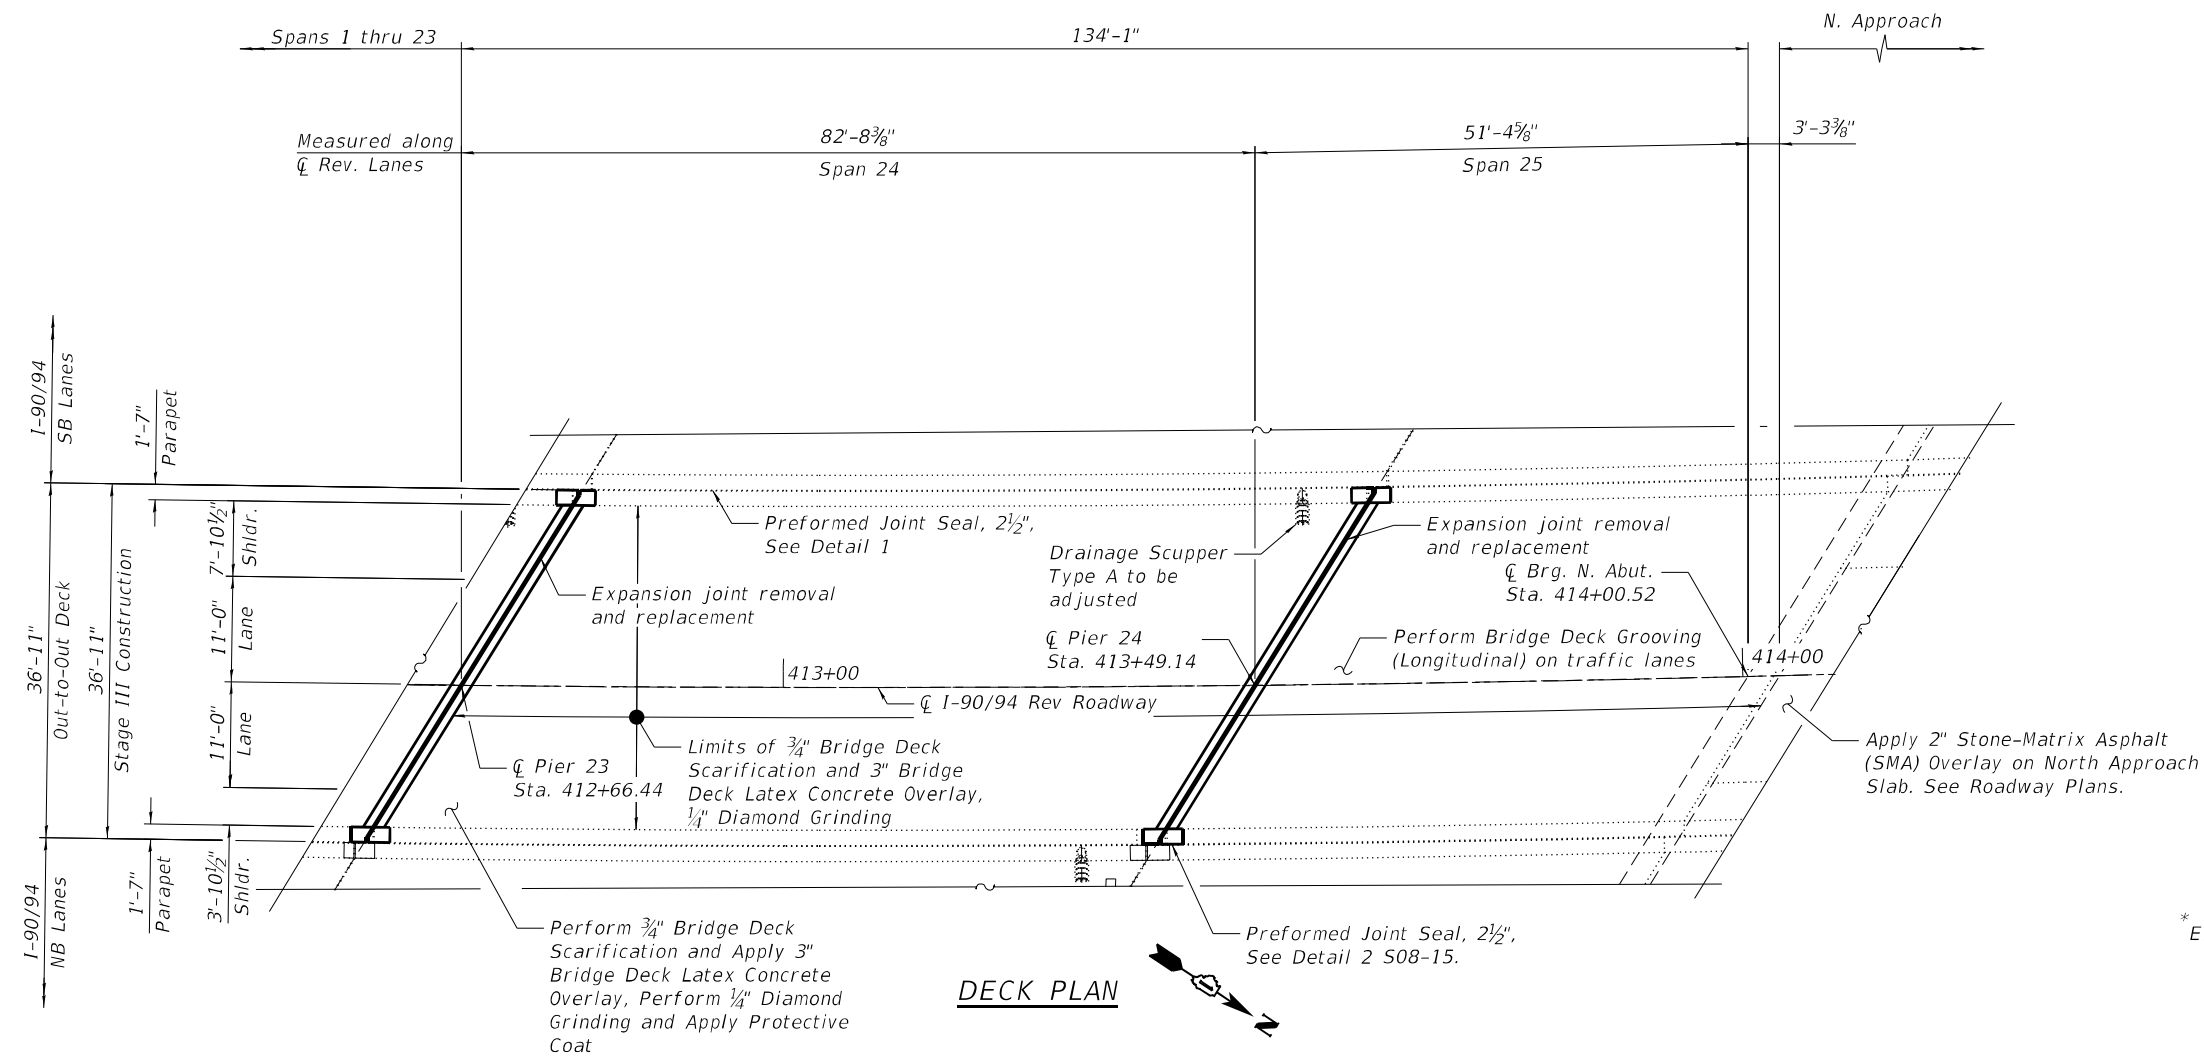 Spans 1 thru 23
134'-1"
N. Approach
Measured along
℄ Rev. Lanes
82'-8⅜"
Span 24
51'-4⅝"
Span 25
3'-3⅜"
I-90/94
SB Lanes
1'-7"
Parapet
36'-11"
Out-to-Out Deck
36'-11"
Stage III Construction
7'-10½"
Shldr.
11'-0"
Lane
11'-0"
Lane
3'-10½"
Shldr.
1'-7"
Parapet
I-90/94
NB Lanes
Preformed Joint Seal, 2½",
See Detail 1
Expansion joint removal
and replacement
Drainage Scupper
Type A to be
adjusted
Expansion joint removal
and replacement
℄ Brg. N. Abut.
Sta. 414+00.52
℄ Pier 24
Sta. 413+49.14
Perform Bridge Deck Grooving
(Longitudinal) on traffic lanes
414+00
413+00
℄ I-90/94 Rev Roadway
℄ Pier 23
Sta. 412+66.44
Limits of ¾" Bridge Deck
Scarification and 3" Bridge
Deck Latex Concrete Overlay,
¼" Diamond Grinding
Apply 2" Stone-Matrix Asphalt
(SMA) Overlay on North Approach
Slab. See Roadway Plans.
Perform ¾" Bridge Deck
Scarification and Apply 3"
Bridge Deck Latex Concrete
Overlay, Perform ¼" Diamond
Grinding and Apply Protective
Coat
Preformed Joint Seal, 2½",
See Detail 2 S08-15.
DECK PLAN
N
*
E